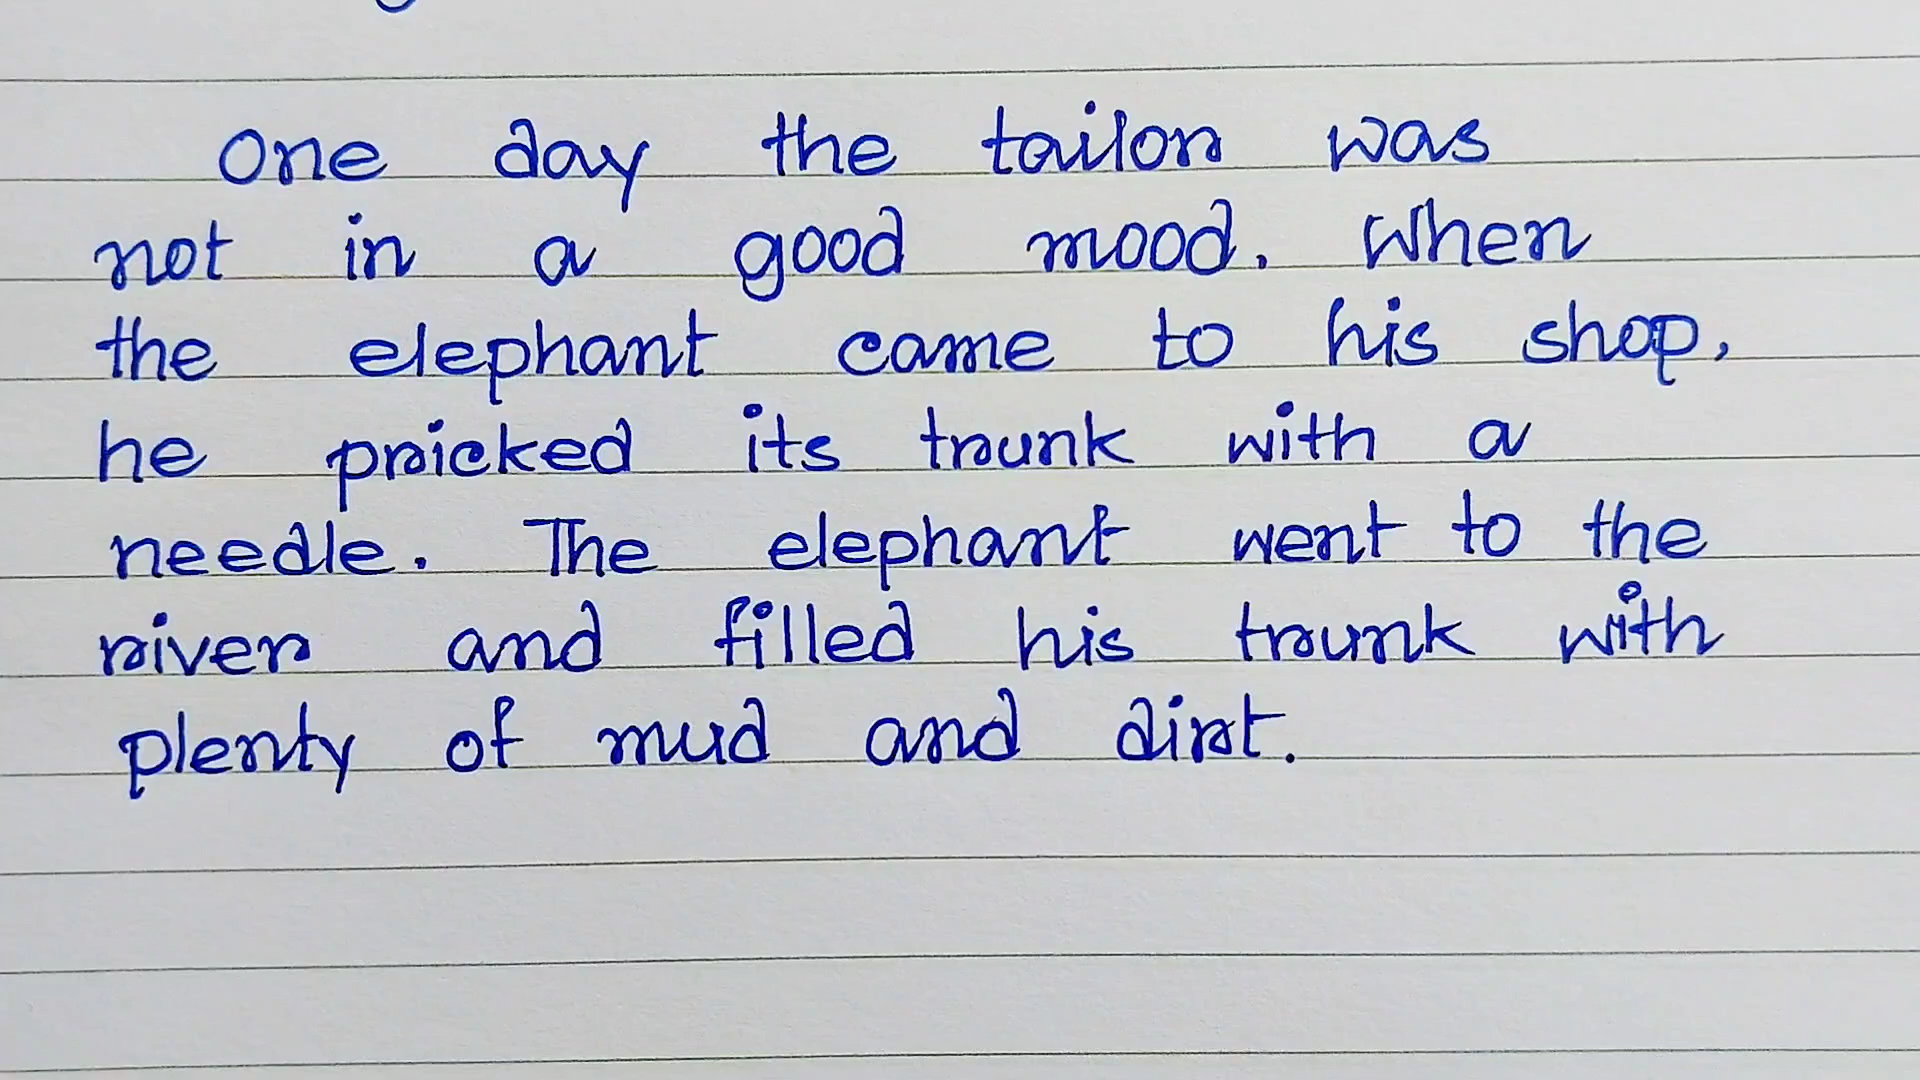 One day the tailor was
not in a good mood. When
the elephant came to his shop,
he pricked its trunk with a
needle. The elephant went to the
river and filled his trunk with
plenty of mud and dirt.